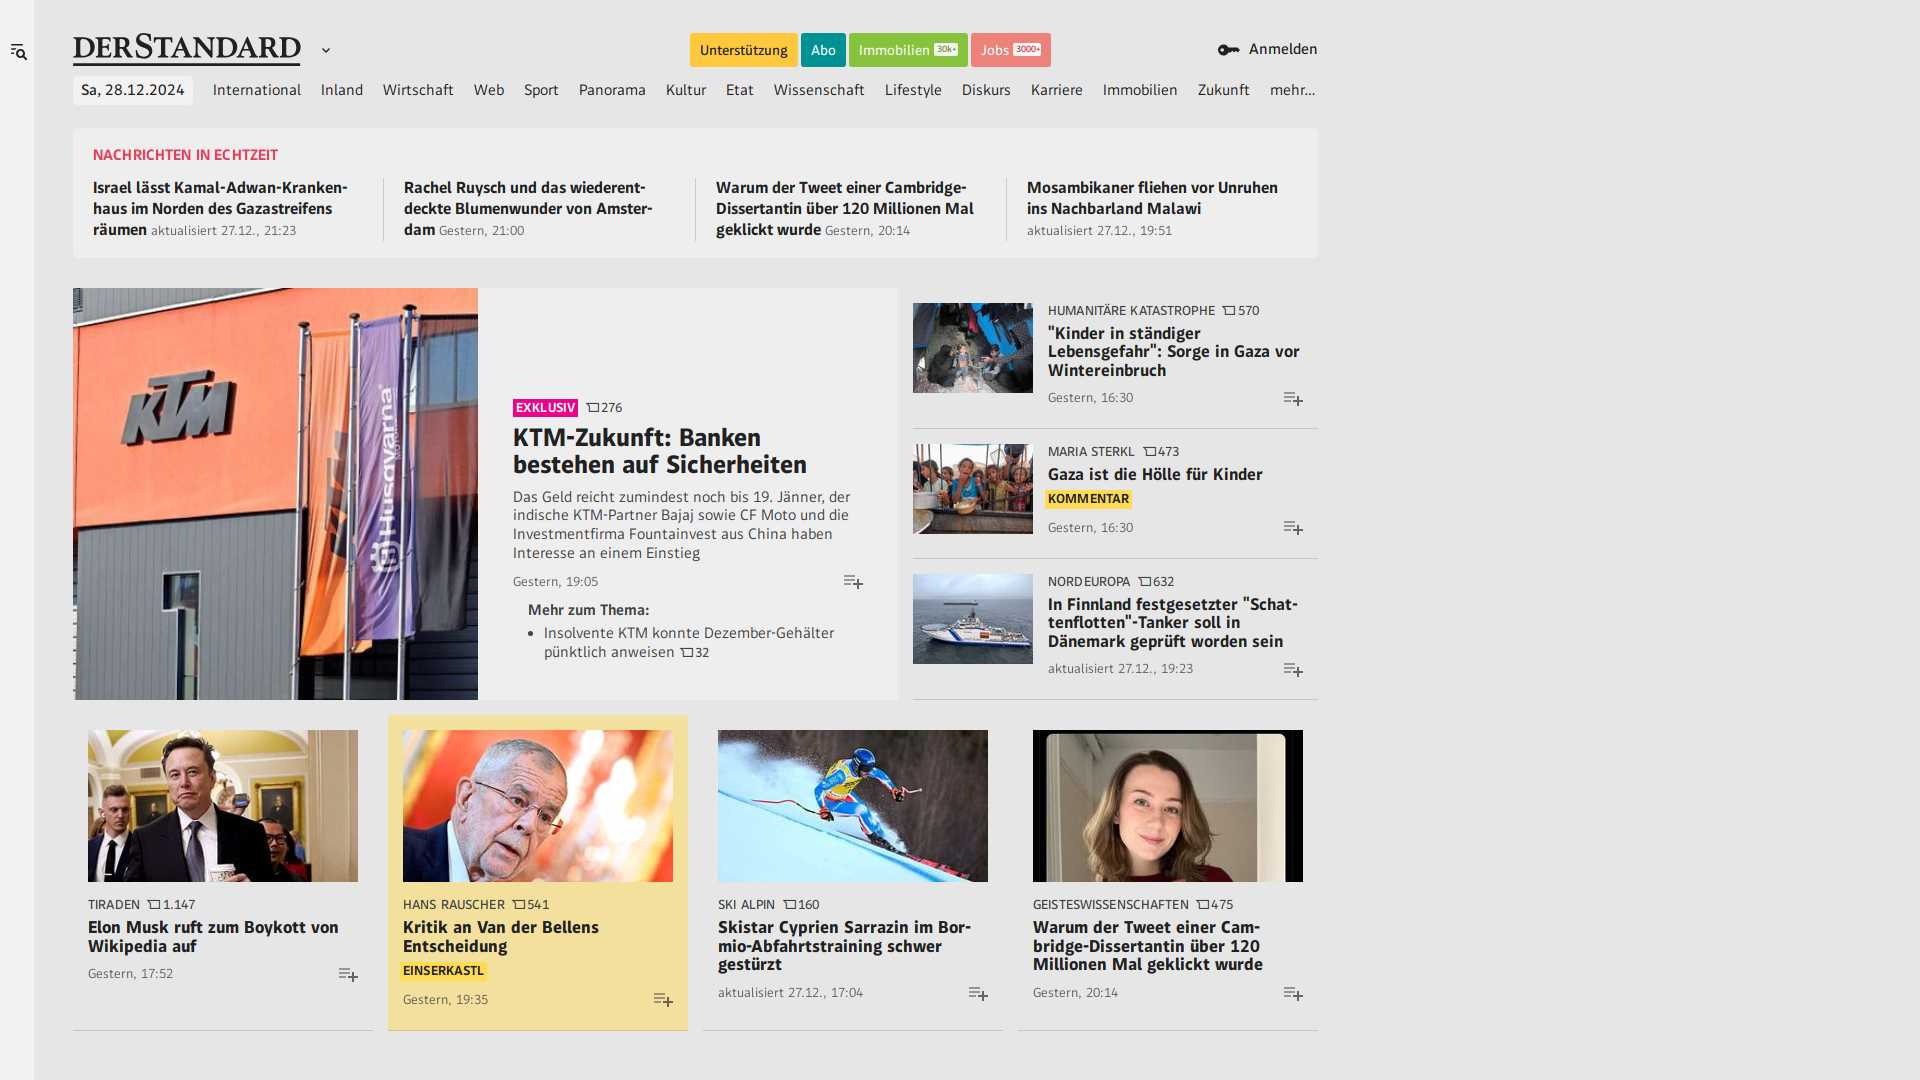 DERSTANDARD
Unterstützung
Abo
Immobilien 30k+
Jobs 3000+
Anmelden
Sa, 28.12.2024
International
Inland
Wirtschaft
Web
Sport
Panorama
Kultur
Etat
Wissenschaft
Lifestyle
Diskurs
Karriere
Immobilien
Zukunft
mehr...
NACHRICHTEN IN ECHTZEIT
Israel lässt Kamal-Adwan-Kranken-
haus im Norden des Gazastreifens
räumen aktualisiert 27.12., 21:23
Rachel Ruysch und das wiederent-
deckte Blumenwunder von Amster-
dam Gestern, 21:00
Warum der Tweet einer Cambridge-
Dissertantin über 120 Millionen Mal
geklickt wurde Gestern, 20:14
Mosambikaner fliehen vor Unruhen
ins Nachbarland Malawi
aktualisiert 27.12., 19:51
KTM
Husqvarna
EXKLUSIV 276
KTM-Zukunft: Banken
bestehen auf Sicherheiten
Das Geld reicht zumindest noch bis 19. Jänner, der
indische KTM-Partner Bajaj sowie CF Moto und die
Investmentfirma Fountainvest aus China haben
Interesse an einem Einstieg
Gestern, 19:05
Mehr zum Thema:
• Insolvente KTM konnte Dezember-Gehälter
pünktlich anweisen 32
HUMANITÄRE KATASTROPHE 570
"Kinder in ständiger
Lebensgefahr": Sorge in Gaza vor
Wintereinbruch
Gestern, 16:30
MARIA STERKL 473
Gaza ist die Hölle für Kinder
KOMMENTAR
Gestern, 16:30
NORDEUROPA 632
In Finnland festgesetzter "Schat-
tenflotten"-Tanker soll in
Dänemark geprüft worden sein
aktualisiert 27.12., 19:23
TIRADEN 1.147
Elon Musk ruft zum Boykott von
Wikipedia auf
Gestern, 17:52
HANS RAUSCHER 541
Kritik an Van der Bellens
Entscheidung
EINSERKASTL
Gestern, 19:35
SKI ALPIN 160
Skistar Cyprien Sarrazin im Bor-
mio-Abfahrtstraining schwer
gestürzt
aktualisiert 27.12., 17:04
GEISTESWISSENSCHAFTEN 475
Warum der Tweet einer Cam-
bridge-Dissertantin über 120
Millionen Mal geklickt wurde
Gestern, 20:14